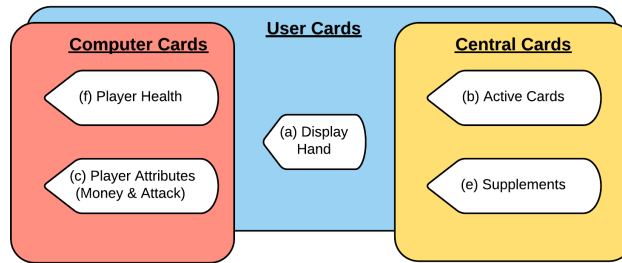 User Cards
Computer Cards
Central Cards
(f) Player Health
(b) Active Cards
(a) Display
Hand
(c) Player Attributes
(Money & Attack)
(e) Supplements